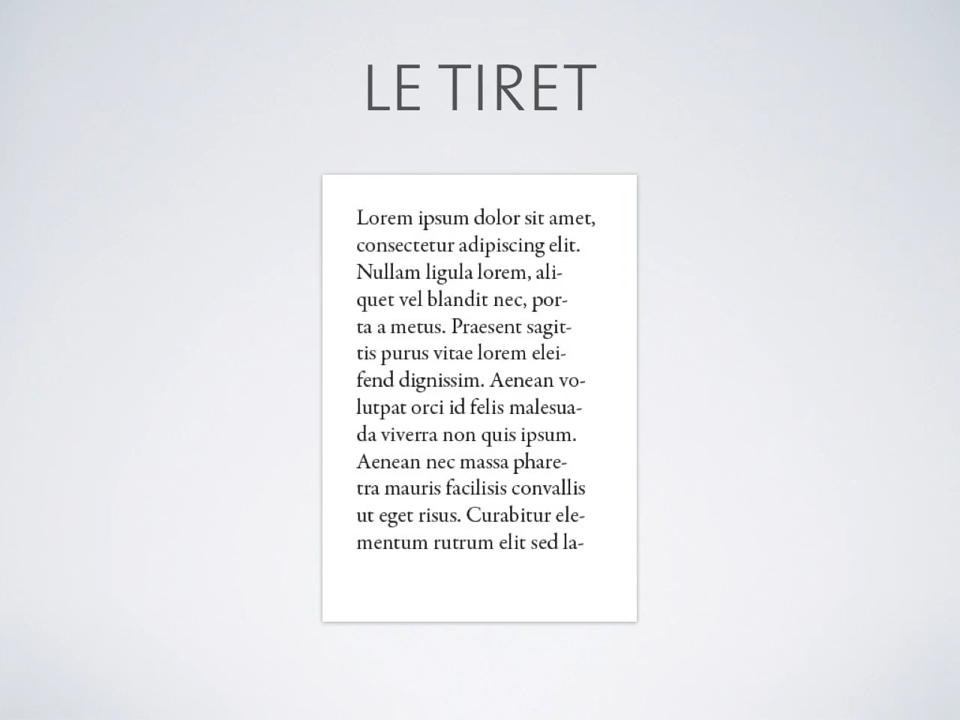 LE TIRET
Lorem ipsum dolor sit amet,
consectetur adipiscing elit.
Nullam ligula lorem, ali-
quet vel blandit nec, por-
ta a metus. Praesent sagit-
tis purus vitae lorem elei-
fend dignissim. Aenean vo-
lutpat orci id felis malesua-
da viverra non quis ipsum.
Aenean nec massa phare-
tra mauris facilisis convallis
ut eget risus. Curabitur ele-
mentum rutrum elit sed la-